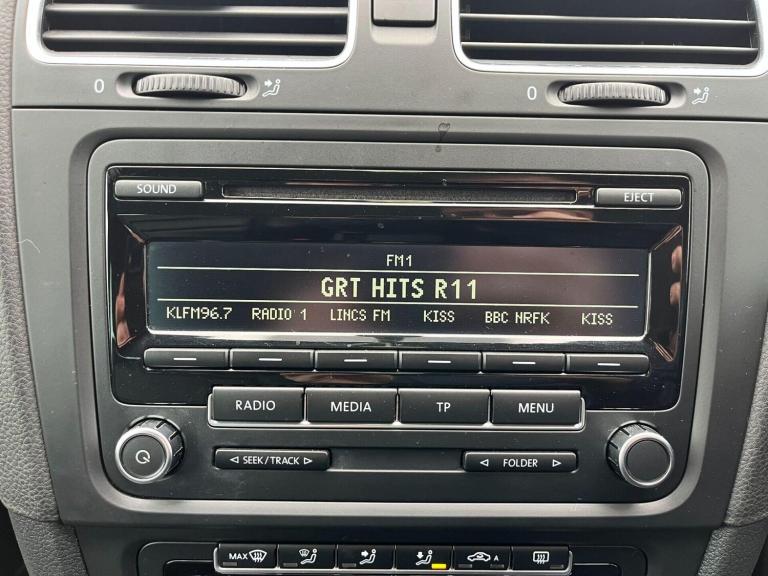 0 0
SOUND EJECT
FM1
GRT HITS R11
KLFM96.7 RADIO 1 LINCS FM KISS BBC NRFK KISS
RADIO MEDIA TP MENU
SEEK/TRACK FOLDER
MAX A